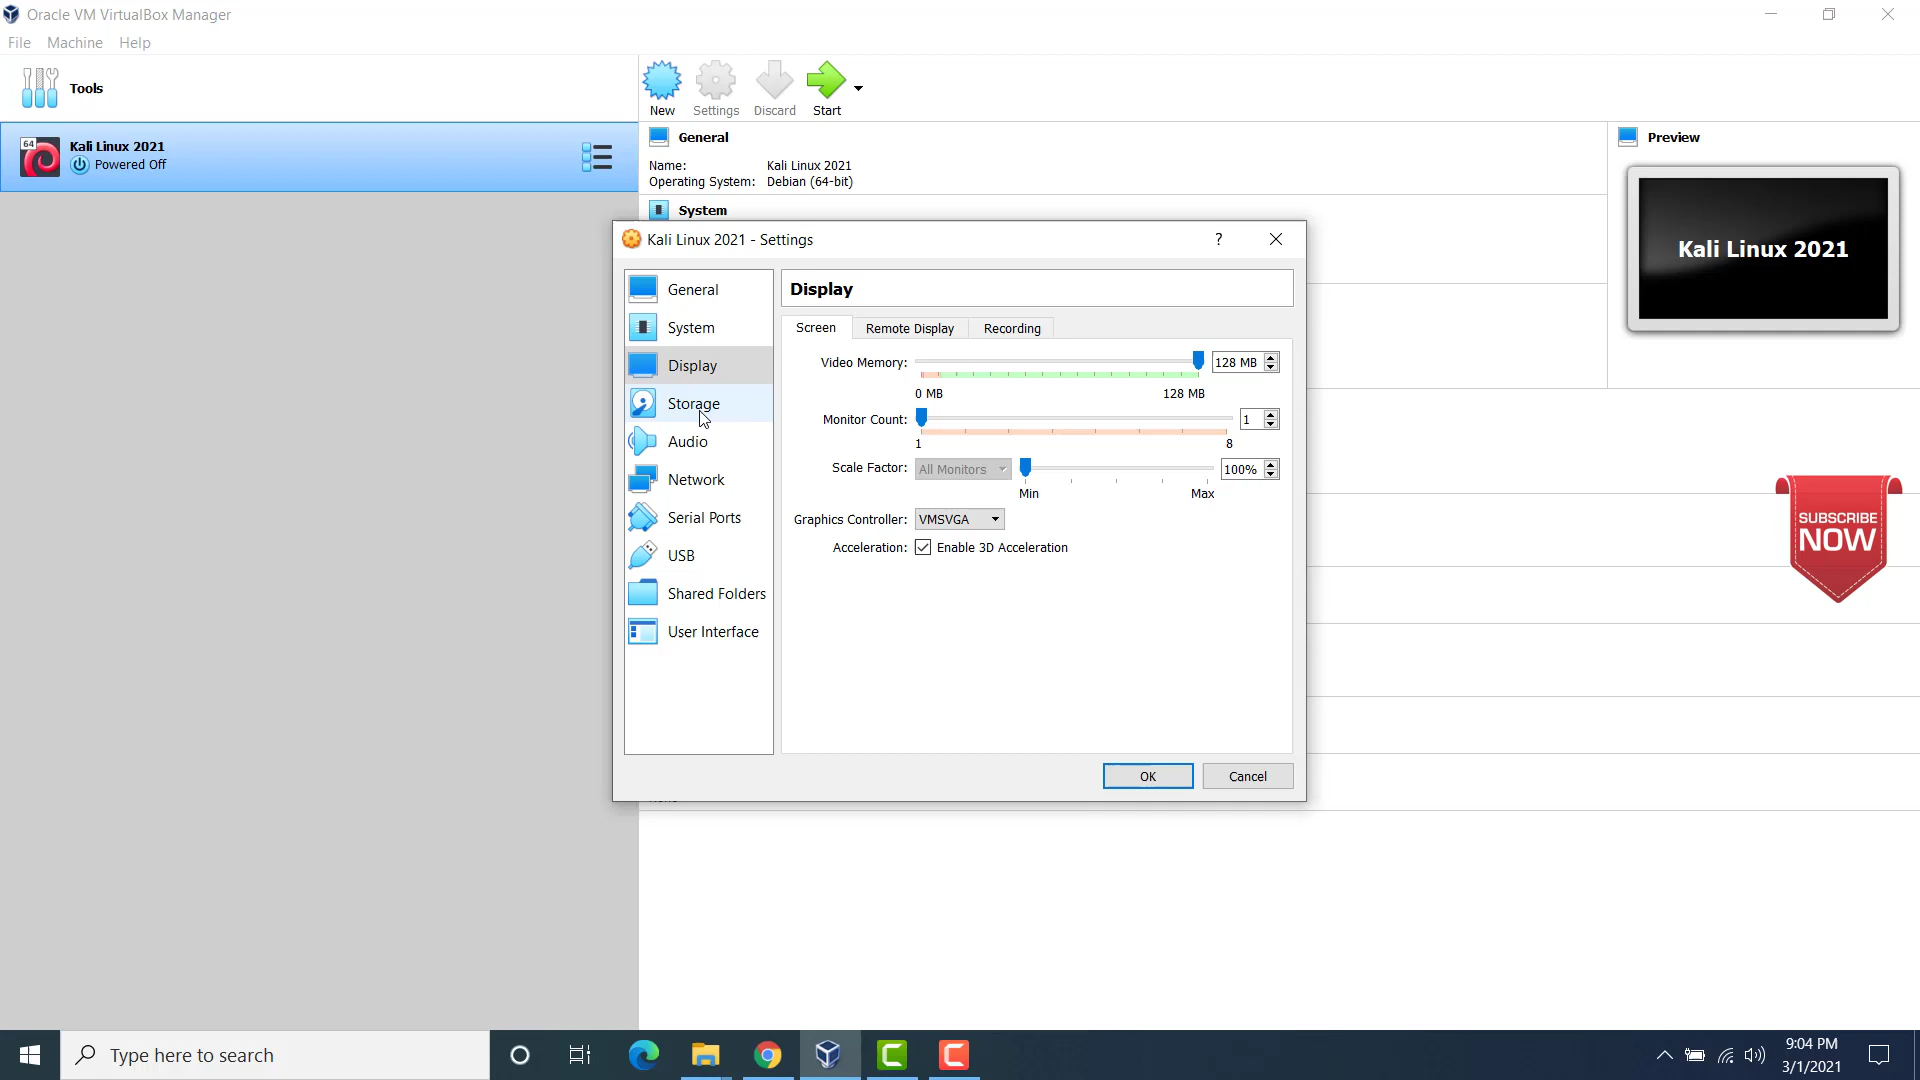 Oracle VM VirtualBox Manager
File Machine Help
Tools
New Settings Discard Start
64
Kali Linux 2021
Powered Off
General
Name: Kali Linux 2021
Operating System: Debian (64-bit)
System
Preview
Kali Linux 2021
Kali Linux 2021 - Settings
?
General
System
Display
Storage
Audio
Network
Serial Ports
USB
Shared Folders
User Interface
Display
Screen Remote Display Recording
Video Memory: 128 MB
0 MB 128 MB
Monitor Count: 1
1 8
Scale Factor: All Monitors 100%
Min Max
Graphics Controller: VMSVGA
Acceleration: Enable 3D Acceleration
OK Cancel
SUBSCRIBE
NOW
Type here to search
9:04 PM
3/1/2021